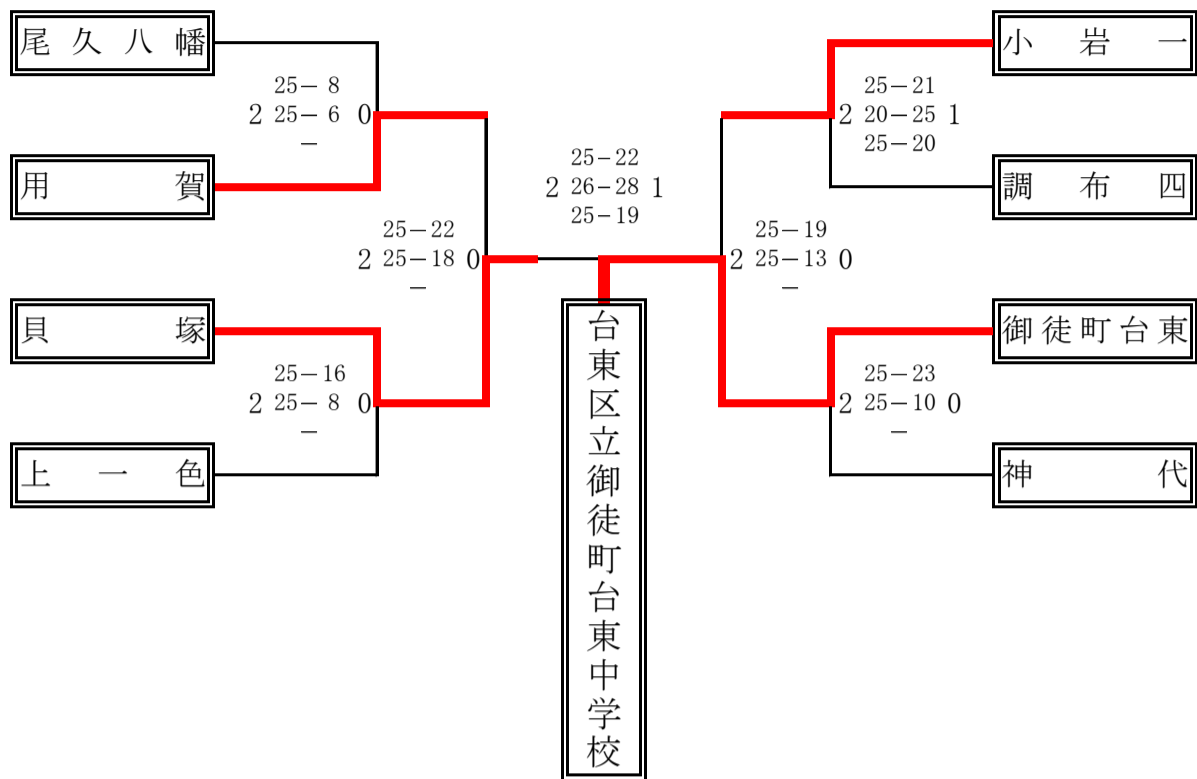 尾久八幡
25－8
2 25－6 0
－
用賀
25－22
2 25－18 0
－
貝塚
25－16
2 25－8 0
－
上一色
25－22
2 26－28 1
25－19
台東区立御徒町台東中学校
小岩一
25－21
2 20－25 1
25－20
調布四
25－19
2 25－13 0
－
御徒町台東
25－23
2 25－10 0
－
神代